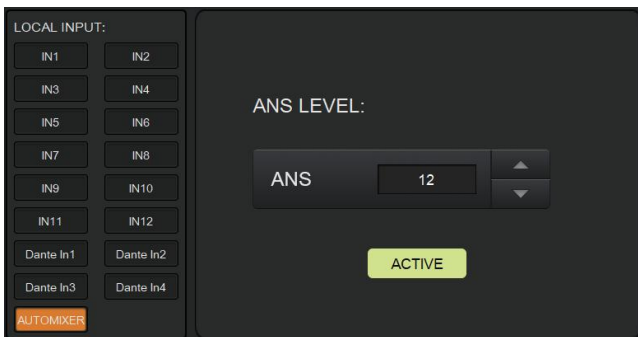 LOCAL INPUT:
IN1 IN2
IN3 IN4
IN5 IN6
IN7 IN8
IN9 IN10
IN11 IN12
Dante In1 Dante In2
Dante In3 Dante In4
AUTOMIXER
ANS LEVEL:
ANS 12
ACTIVE